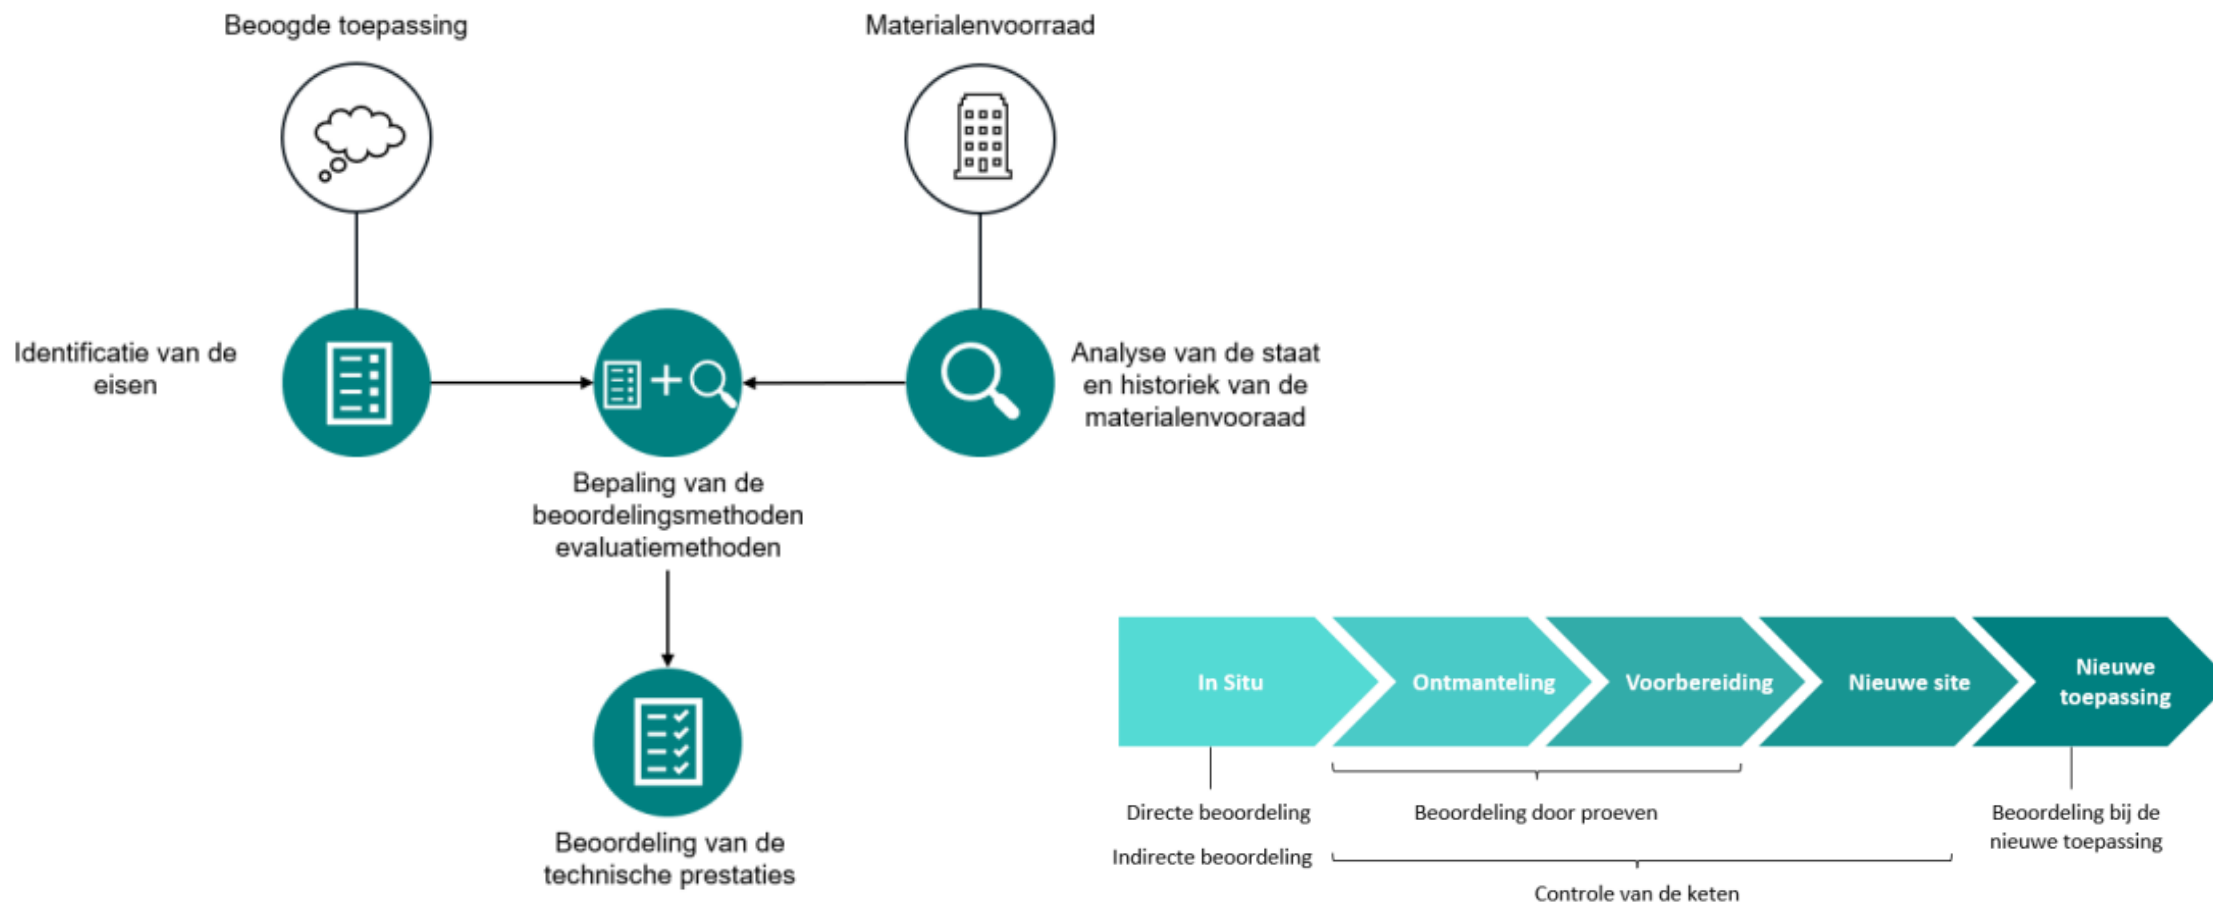 Beoogde toepassing
Materialenvoorraad
Identificatie van de
eisen
Analyse van de staat
en historiek van de
materialenvooraad
Bepaling van de
beoordelingsmethoden
evaluatiemethoden
Beoordeling van de
technische prestaties
In Situ
Ontmanteling
Voorbereiding
Nieuwe site
Nieuwe
toepassing
Directe beoordeling
Indirecte beoordeling
Beoordeling door proeven
Controle van de keten
Beoordeling bij de
nieuwe toepassing